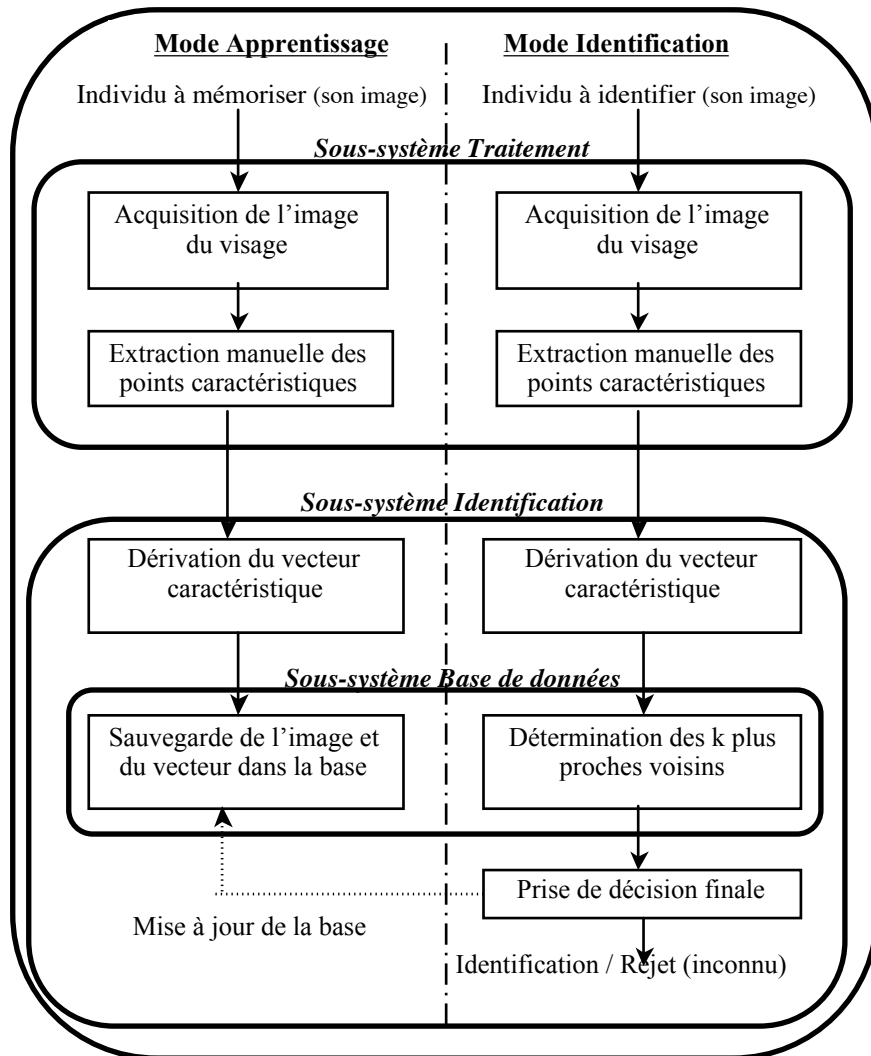 Mode Apprentissage
Mode Identification
Individu à mémoriser (son image)
Individu à identifier (son image)
Sous-système Traitement
Acquisition de l’image
du visage
Acquisition de l’image
du visage
Extraction manuelle des
points caractéristiques
Extraction manuelle des
points caractéristiques
Sous-système Identification
Dérivation du vecteur
caractéristique
Dérivation du vecteur
caractéristique
Sous-système Base de données
Sauvegarde de l’image et
du vecteur dans la base
Détermination des k plus
proches voisins
Prise de décision finale
Mise à jour de la base
Identification / Rejet (inconnu)